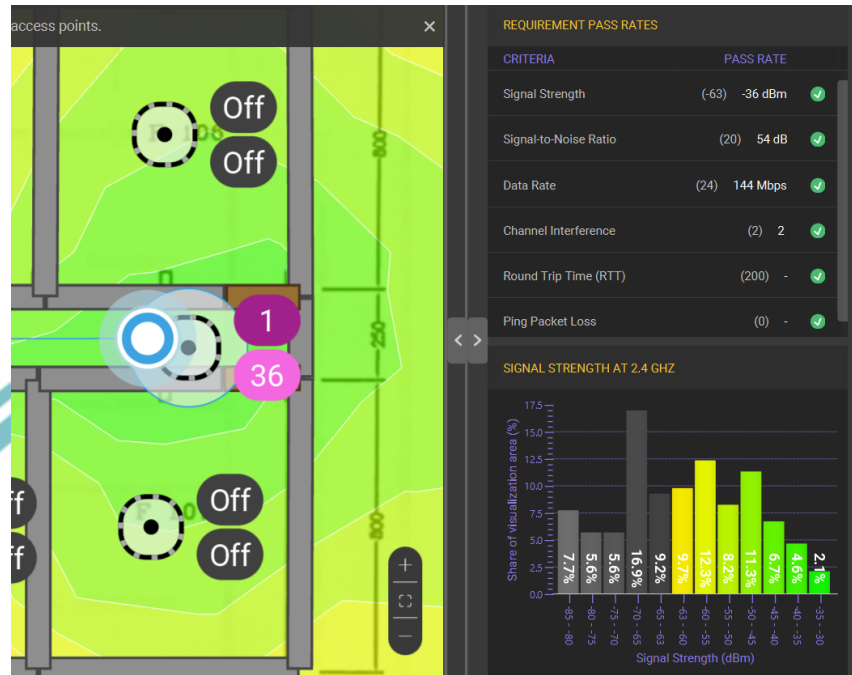 access points.
×
Off
Off
F 108
800
1
36
250
Off
Off
ff
ff
800
+
−
< >
REQUIREMENT PASS RATES
CRITERIA PASS RATE
Signal Strength (-63) -36 dBm
Signal-to-Noise Ratio (20) 54 dB
Data Rate (24) 144 Mbps
Channel Interference (2) 2
Round Trip Time (RTT) (200) -
Ping Packet Loss (0) -
SIGNAL STRENGTH AT 2.4 GHZ
Share of visualization area (%)
17.5
15.0
12.5
10.0
7.5
5.0
2.5
0.0
7.7% 5.6% 5.6% 16.9% 9.2% 9.7% 12.3% 8.2% 11.3% 6.7% 4.6% 2.1%
-85 - -80 -80 - -75 -75 - -70 -70 - -65 -65 - -63 -63 - -60 -60 - -55 -55 - -50 -50 - -45 -45 - -40 -40 - -35 -35 - -30
Signal Strength (dBm)